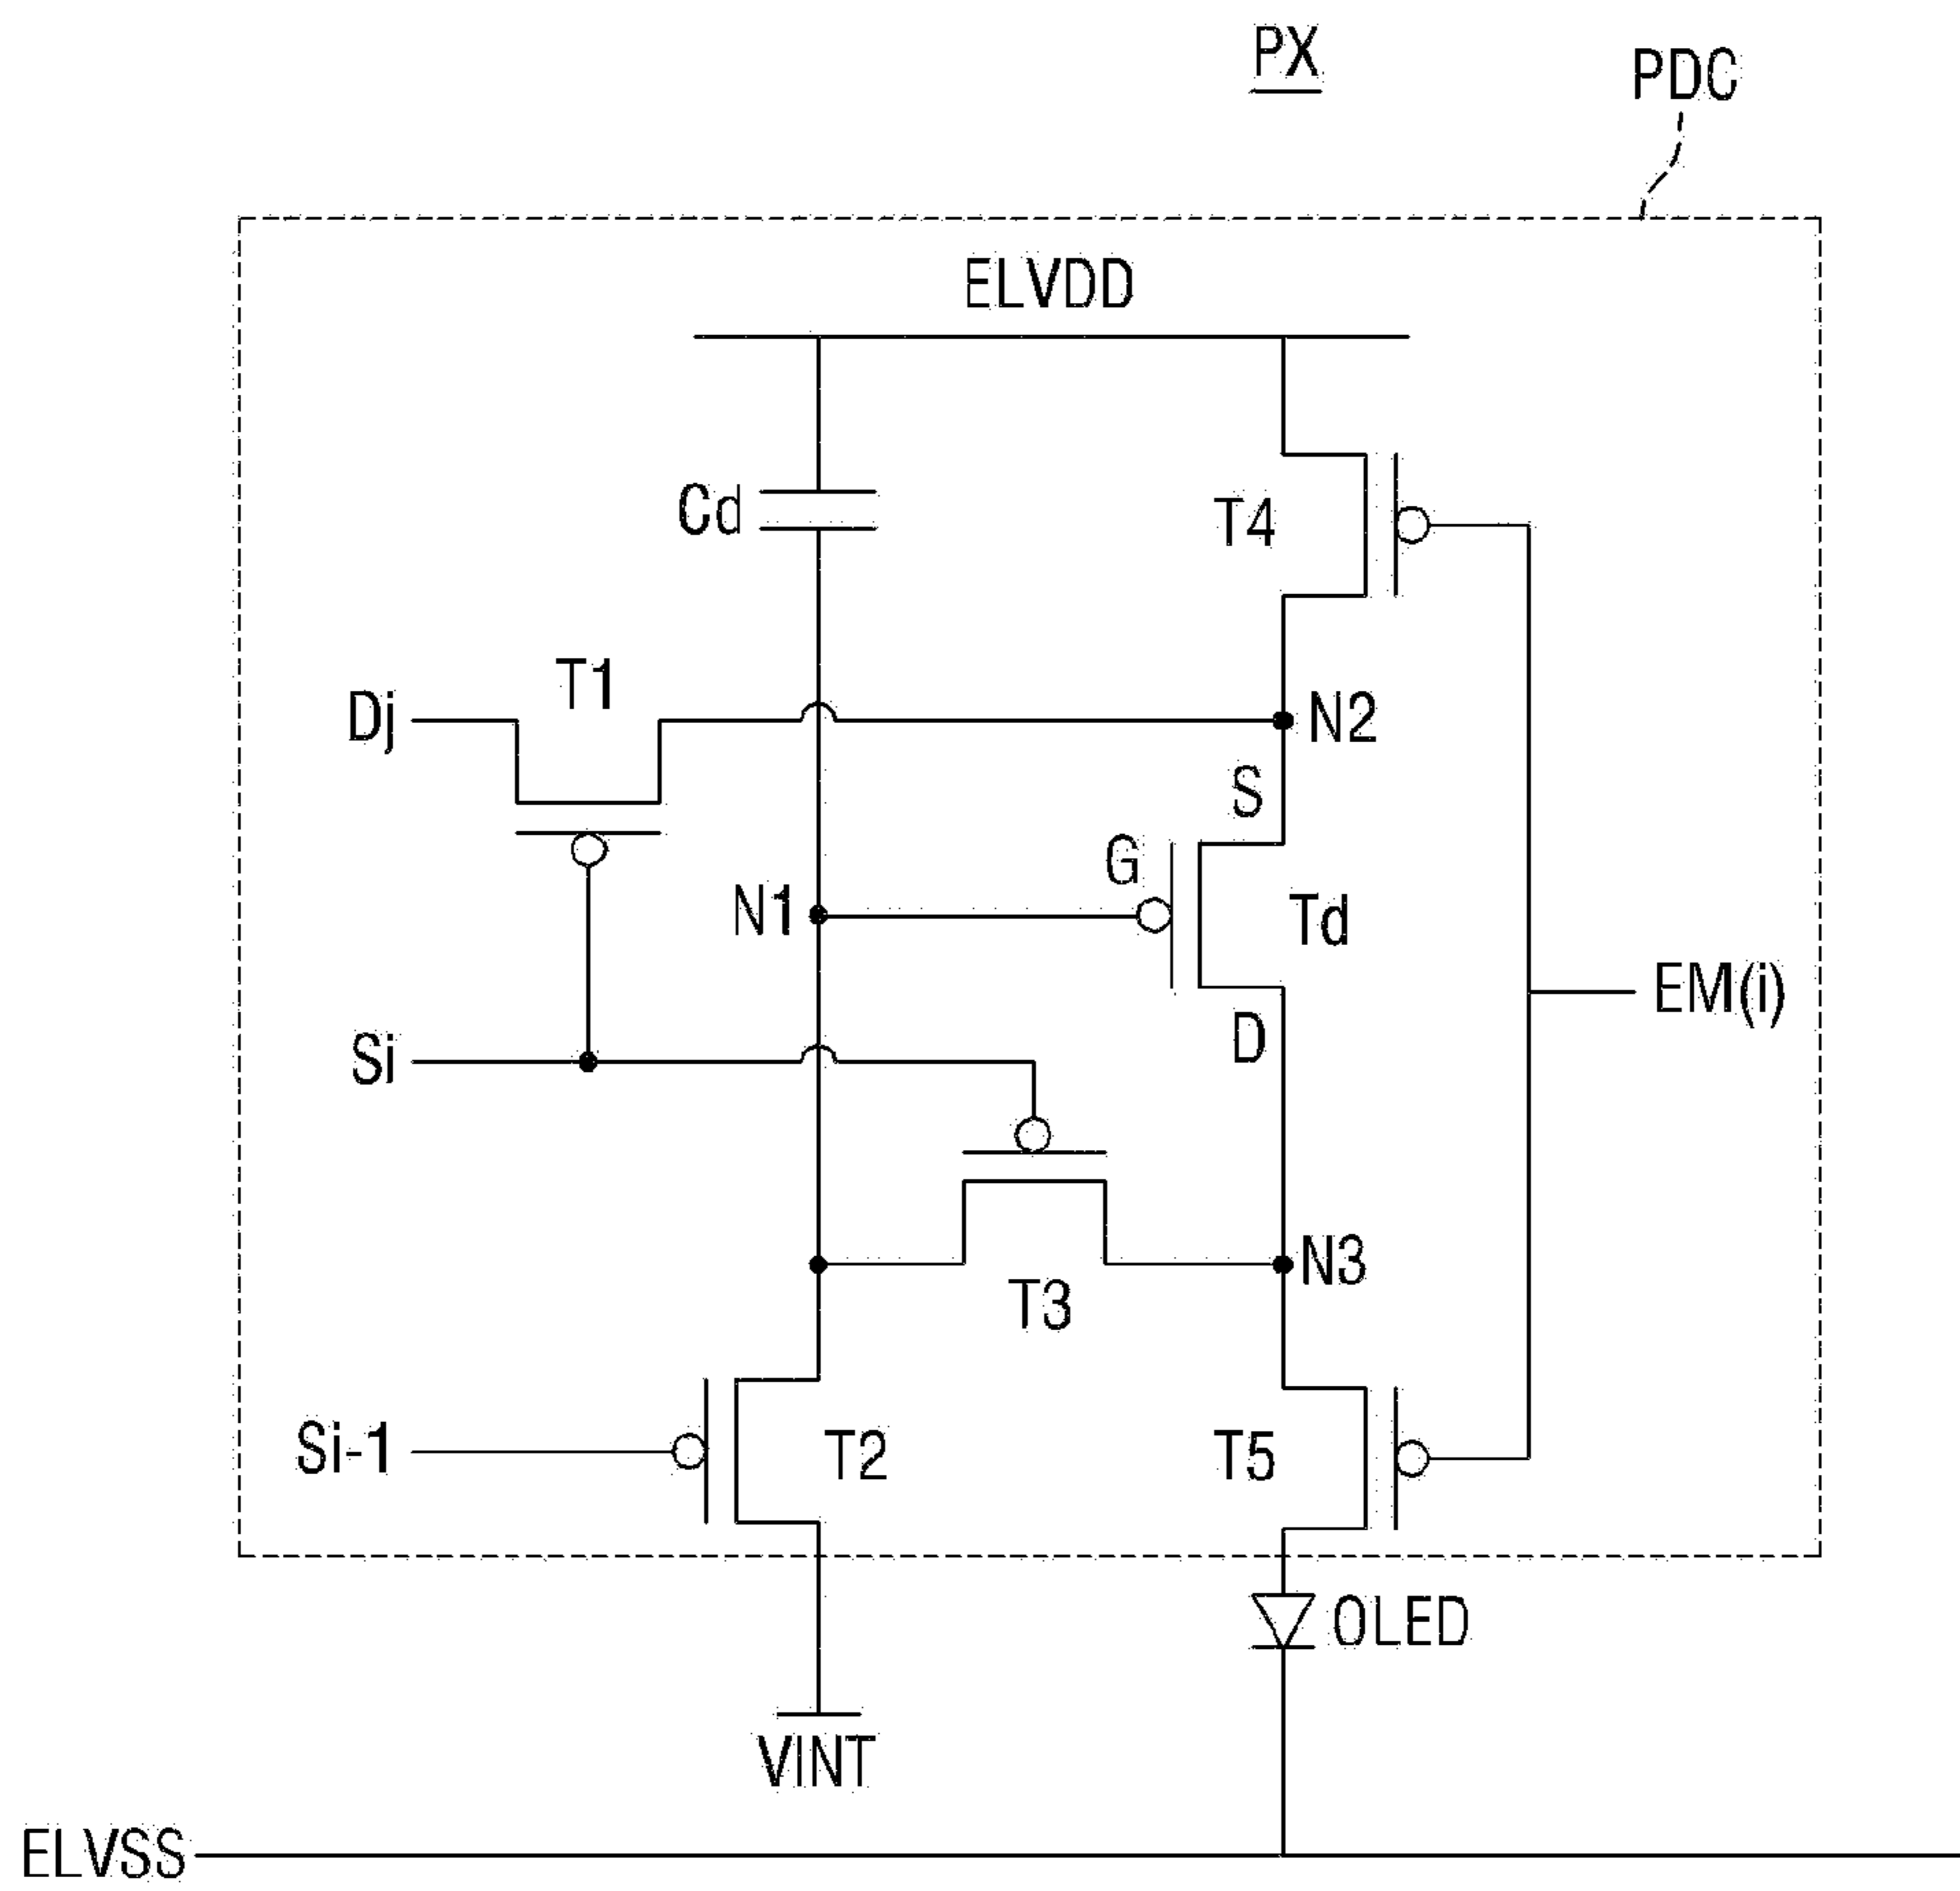 PX
PDC
ELVDD
Cd
T4
T1
Dj
N2
S
G
N1
Td
EM(i)
D
Si
N3
T3
Si-1
T2
T5
OLED
VINT
ELVSS